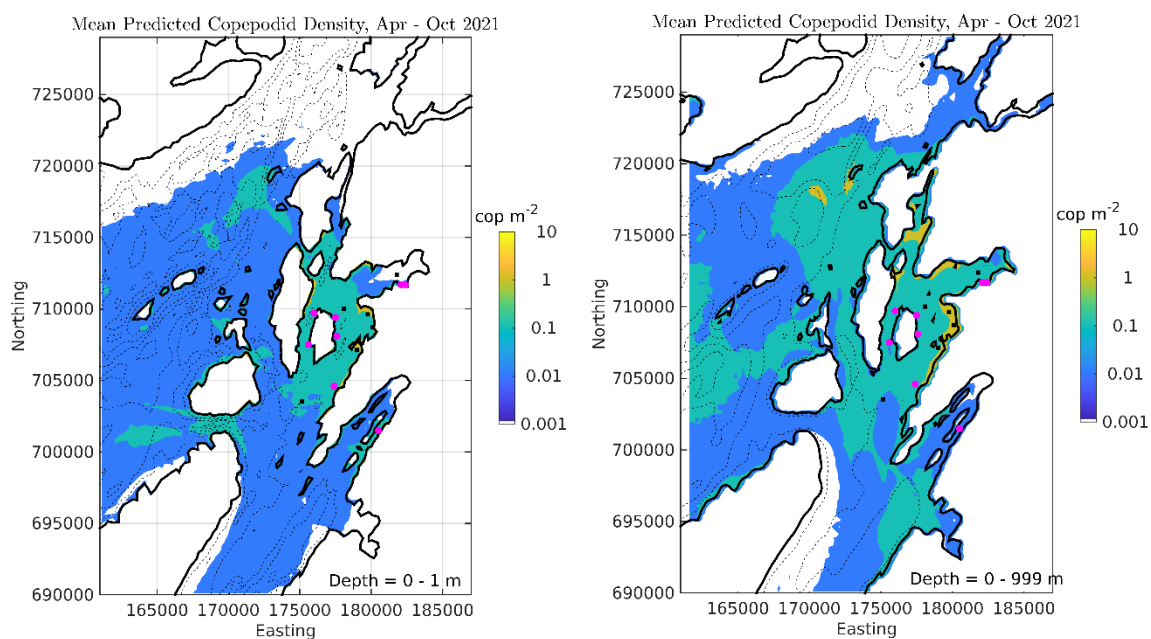 Mean Predicted Copepodid Density, Apr - Oct 2021
725000
720000
715000
710000
705000
700000
695000
690000
Northing
165000 170000 175000 180000 185000
Easting
Depth = 0 - 1 m
cop m-2
10
1
0.1
0.01
0.001
Mean Predicted Copepodid Density, Apr - Oct 2021
725000
720000
715000
710000
705000
700000
695000
690000
Northing
165000 170000 175000 180000 185000
Easting
Depth = 0 - 999 m
cop m-2
10
1
0.1
0.01
0.001